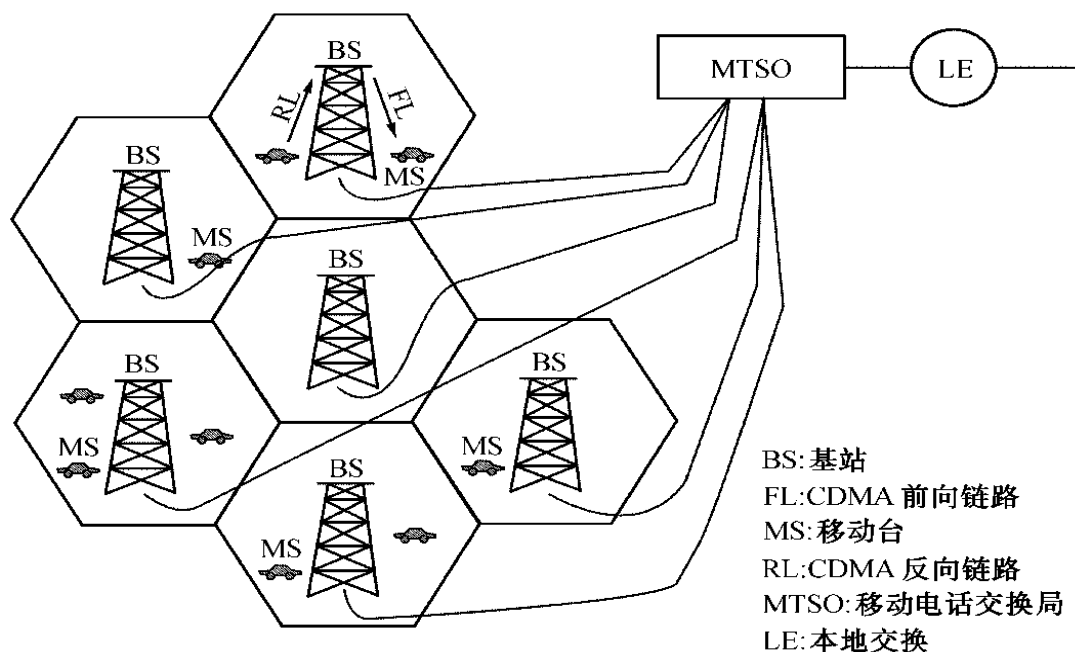 BS
MTSO
LE
RL
FL
BS
MS
MS
BS
BS
BS
MS
MS
BS
MS
BS:基站
FL:CDMA 前向链路
MS:移动台
RL:CDMA 反向链路
MTSO:移动电话交换局
LE:本地交换